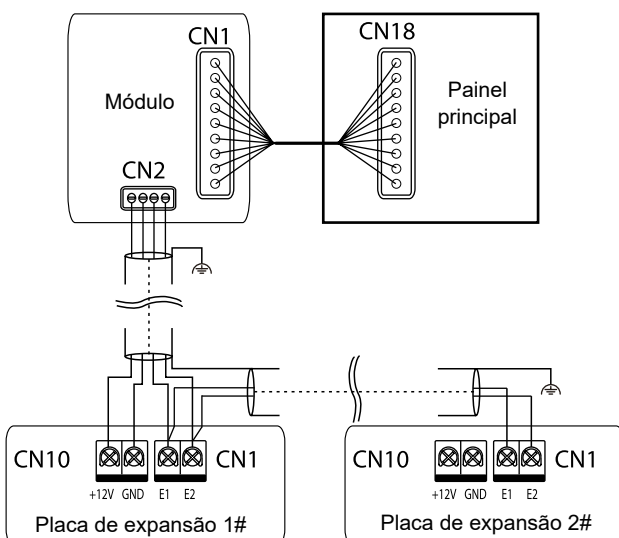 CN1
CN18
Módulo
Painel
principal
CN2
CN10
CN1
+12V GND E1 E2
Placa de expansão 1#
CN10
CN1
+12V GND E1 E2
Placa de expansão 2#